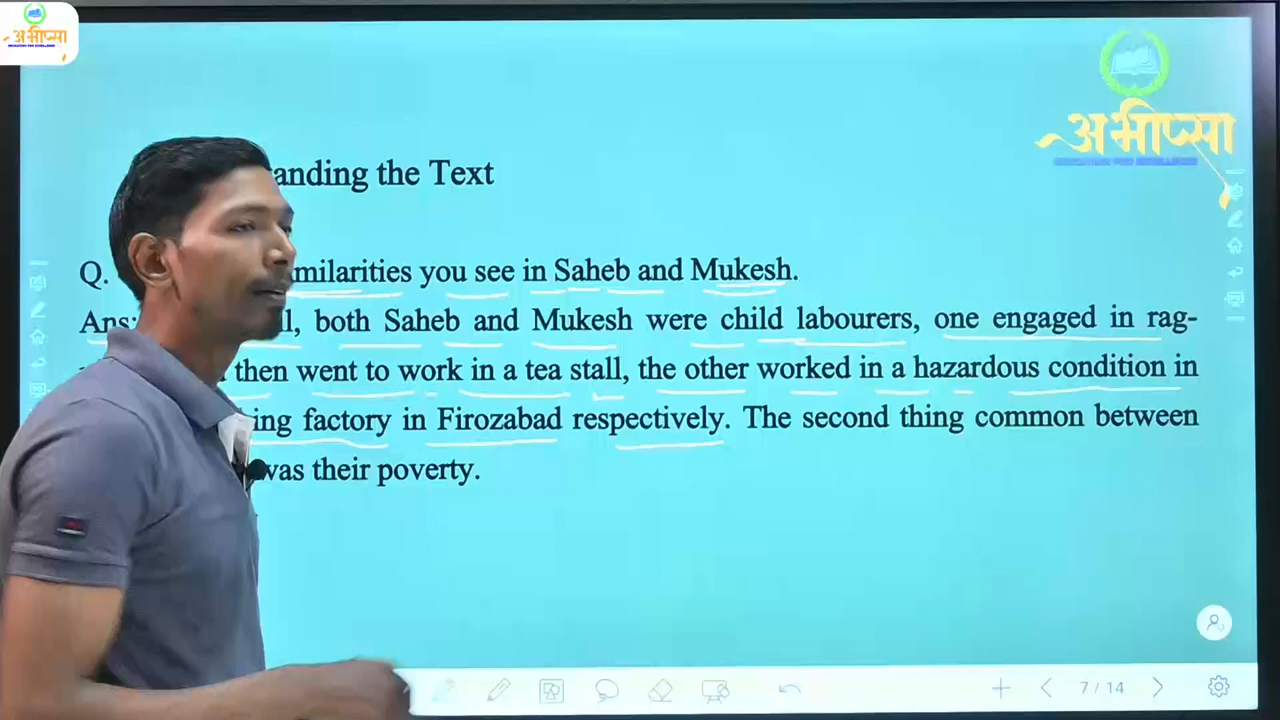 अभीप्सा
अभीप्सा
anding the Text
Q. milarities you see in Saheb and Mukesh.
Ans: l, both Saheb and Mukesh were child labourers, one engaged in rag-
then went to work in a tea stall, the other worked in a hazardous condition in
ing factory in Firozabad respectively. The second thing common between
was their poverty.
7 / 14